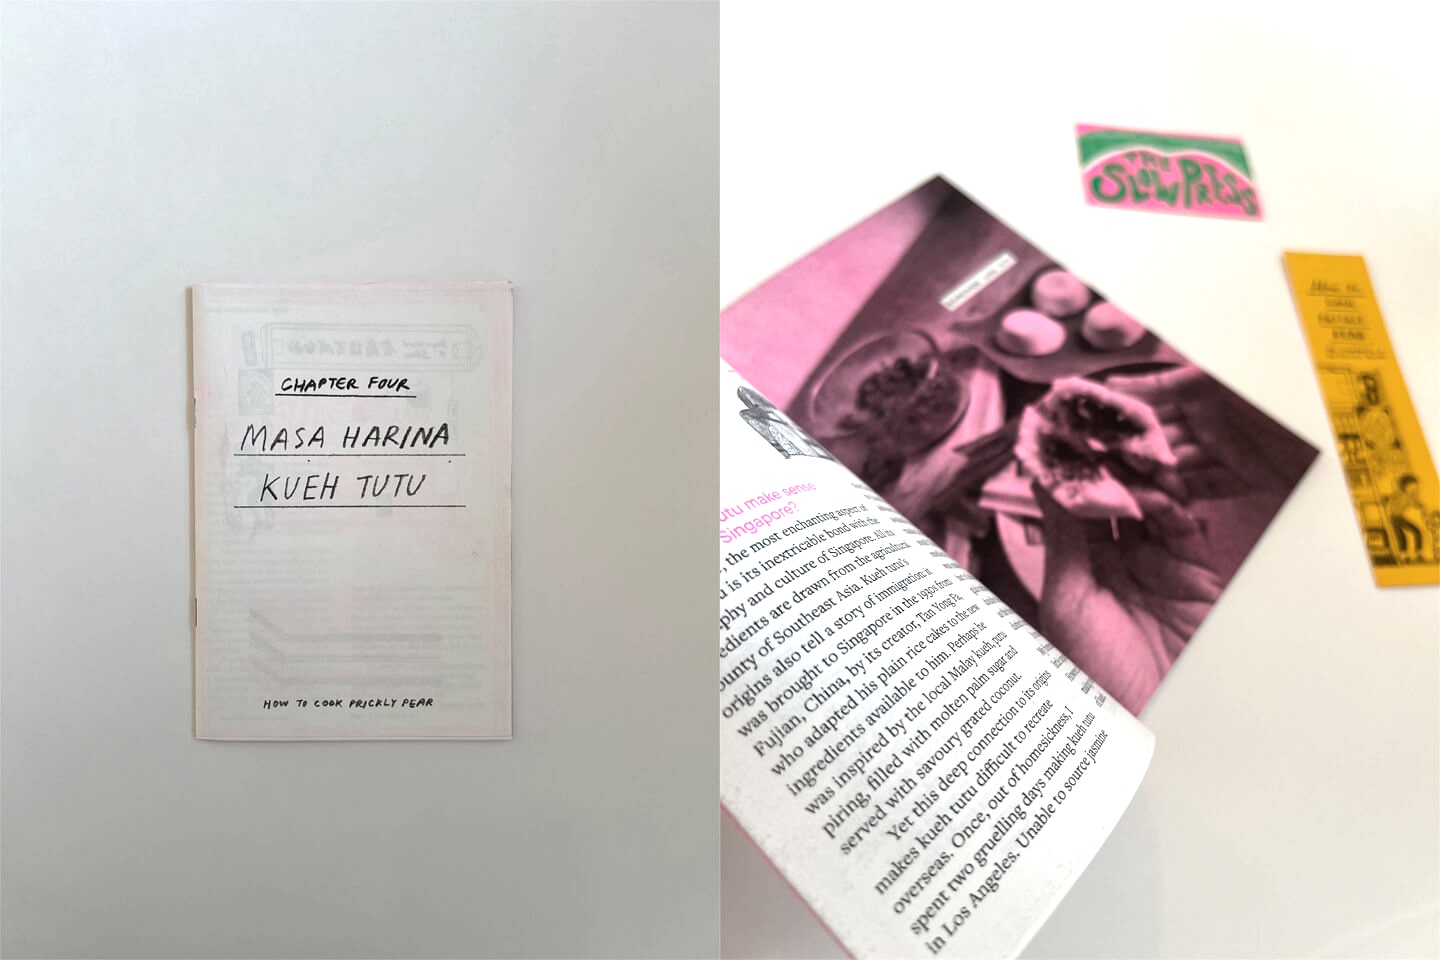 CHAPTER FOUR
MASA HARINA
KUEH TUTU
HOW TO COOK PRICKLY PEAR
THE
SLOW PRESS
utu make sense
Singapore?
, the most enchanting aspect of
u is its inextricable bond with the
phy and culture of Singapore. All its
edients are drawn from the agricultural
ounty of Southeast Asia. Kueh tutu's
origins also tell a story of immigration: it
was brought to Singapore in the 1930s from
Fujian, China, by its creator, Tan Yong Fa,
who adapted his plain rice cakes to the new
ingredients available to him. Perhaps he
was inspired by the local Malay kueh, putu
piring, filled with molten palm sugar and
served with savoury grated coconut.
Yet this deep connection to its origins
makes kueh tutu difficult to recreate
overseas. Once, out of homesickness, I
spent two gruelling days making kueh tutu
in Los Angeles. Unable to source jasmine